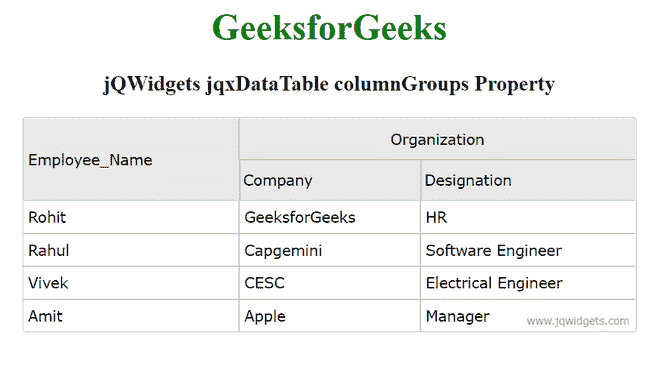 GeeksforGeeks
jQWidgets jqxDataTable columnGroups Property
Employee_Name
Organization
Company Designation
Rohit GeeksforGeeks HR
Rahul Capgemini Software Engineer
Vivek CESC Electrical Engineer
Amit Apple Manager
www.jqwidgets.com